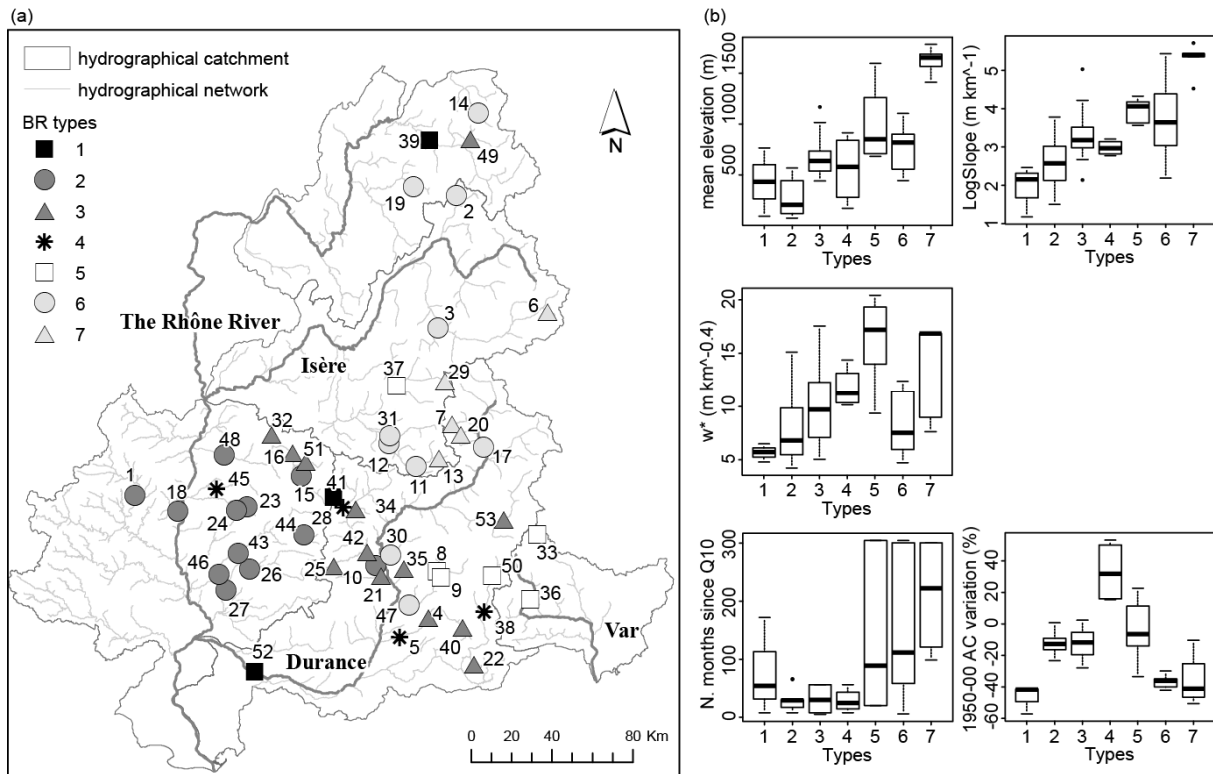 (a)
hydrographical catchment
hydrographical network
BR types
1
2
3
4
5
6
7
N
14
39
49
19
2
6
3
The Rhône River
Isère
37
29
7
20
31
12
11
13
17
32
48
16
51
1
45
15
41
18
23
24
28
34
44
53
33
43
42
30
35
8
46
26
25
10
21
9
50
36
27
47
4
38
Var
5
40
22
52
Durance
0 20 40 80 Km
(b)
mean elevation (m)
500 1000 1500
1 2 3 4 5 6 7
Types
LogSlope (m km^-1)
1 2 3 4 5
1 2 3 4 5 6 7
Types
w* (m km^-0.4)
5 10 15 20
1 2 3 4 5 6 7
Types
N. months since Q10
0 100 200 300
1 2 3 4 5 6 7
Types
1950-00 AC variation (%)
-60 -40 -20 0 20 40
1 2 3 4 5 6 7
Types